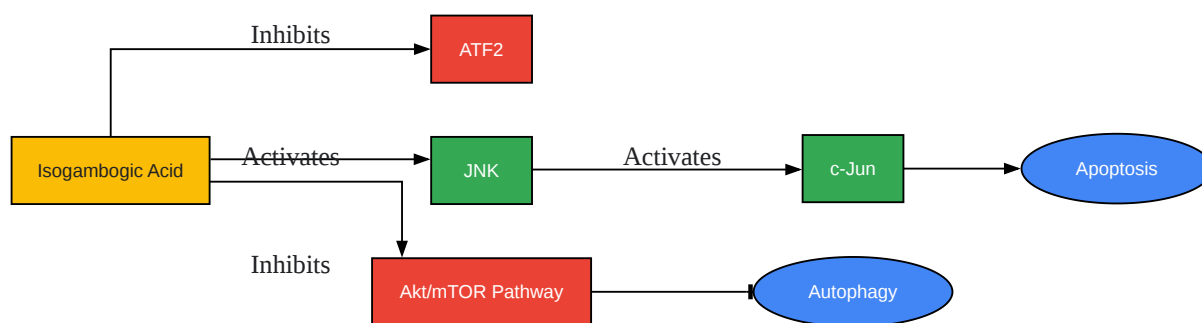 Inhibits
ATF2
Isogambogic Acid
Activates
JNK
Activates
c-Jun
Apoptosis
Inhibits
Akt/mTOR Pathway
Autophagy